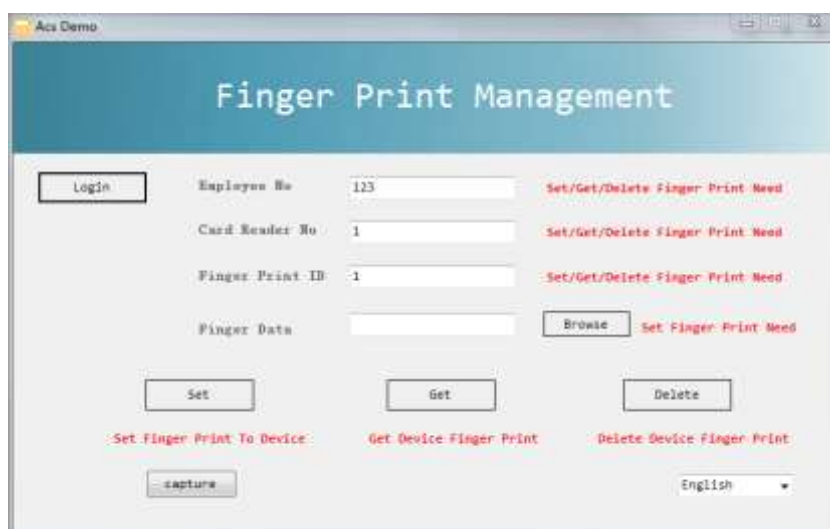 Acs Demo
Finger Print Management
Login
Employee No
123
Set/Get/Delete Finger Print Need
Card Reader No
1
Set/Get/Delete Finger Print Need
Finger Print ID
1
Set/Get/Delete Finger Print Need
Finger Data
Browse
Set Finger Print Need
Set
Get
Delete
Set Finger Print To Device
Get Device Finger Print
Delete Device Finger Print
capture
English